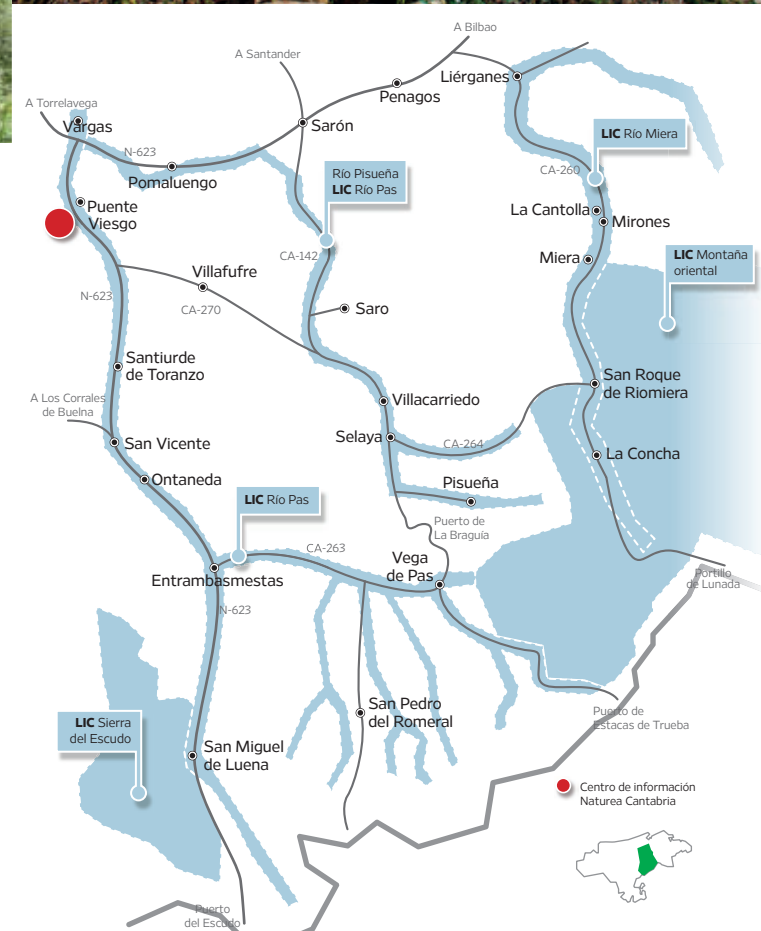 A Bilbao
A Santander
Liérganes
Penagos
A Torrelavega
Vargas
Sarón
LIC Río Miera
N-623
Pomaluengo
Río Pisueña
LIC Río Pas
CA-260
Puente
Viesgo
La Cantolla
Mirones
CA-142
Miera
LIC Montaña
oriental
Villafufre
N-623
CA-270
Saro
Santiurde
de Toranzo
San Roque
de Riomiera
A Los Corrales
de Buelna
Villacarriedo
San Vicente
Selaya
CA-264
La Concha
Ontaneda
Pisueña
LIC Río Pas
Puerto de
La Braguía
CA-263
Vega
de Pas
Entrambasmestas
Portillo
de Lunada
N-623
San Pedro
del Romeral
Puerto de
Estacas de Trueba
LIC Sierra
del Escudo
San Miguel
de Luena
Centro de información
Naturea Cantabria
Puerto
del Escudo